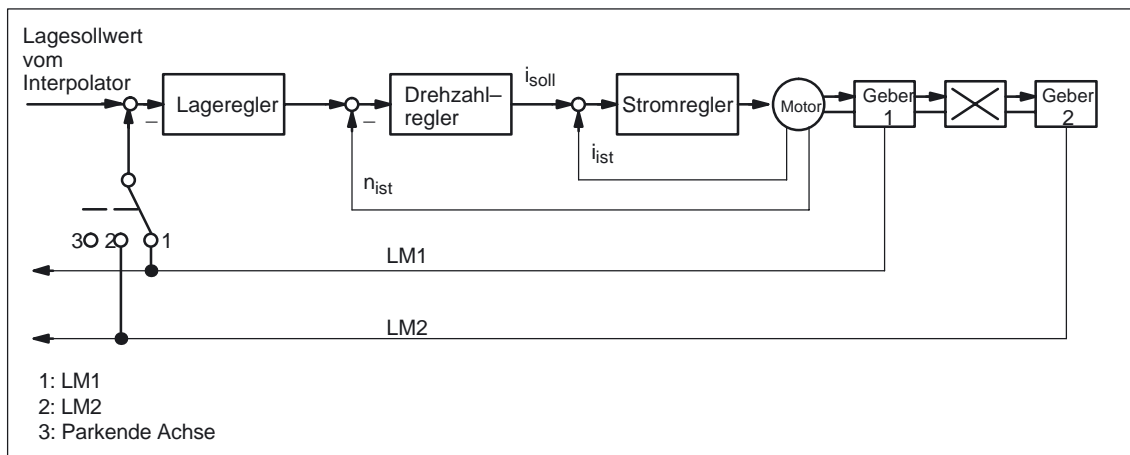 Lagesollwert
vom
Interpolator
–
Lageregler
–
Drehzahl–
regler
isoll
Stromregler
Motor
Geber
1
Geber
2
iist
nist
3 2 1
LM1
LM2
1: LM1
2: LM2
3: Parkende Achse